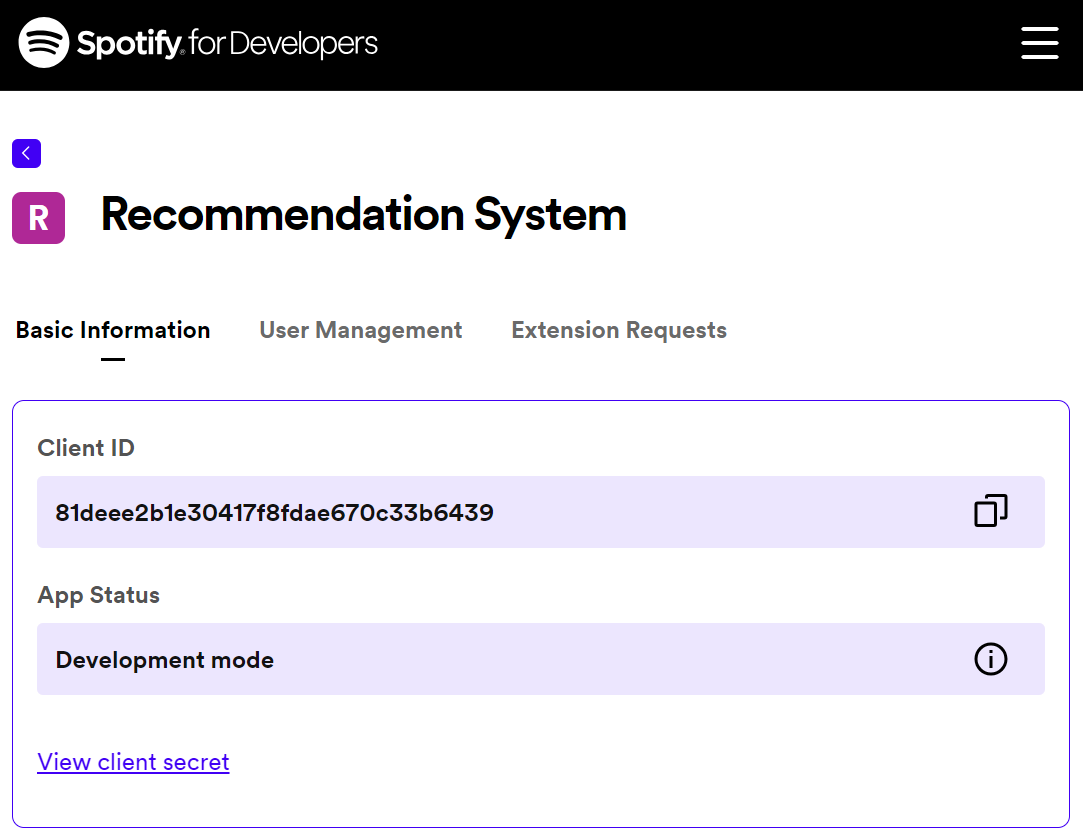 Spotify® for Developers
R
Recommendation System
Basic Information User Management Extension Requests
Client ID
81deee2b1e30417f8fdae670c33b6439
App Status
Development mode
View client secret